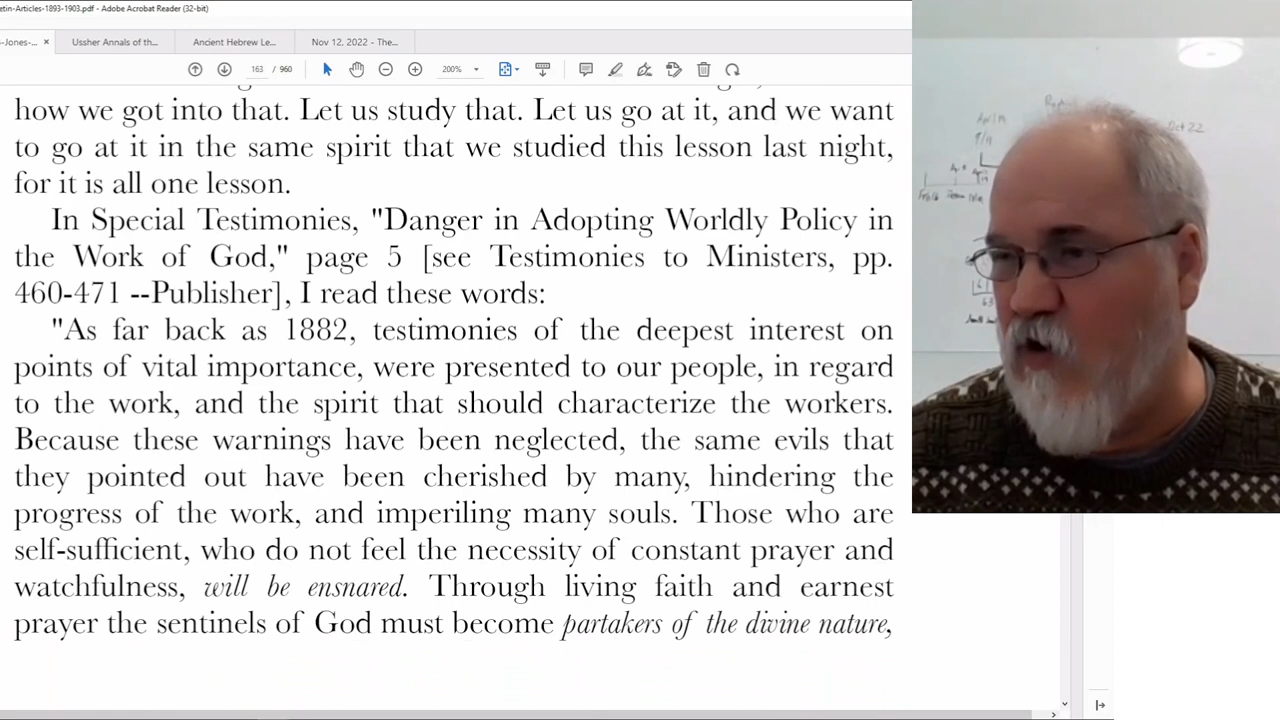 etin-Articles-1893-1903.pdf - Adobe Acrobat Reader (32-bit)
-Jones-... × Ussher Annals of th... Ancient Hebrew Le... Nov 12, 2022 - The...
163 / 960 200%
how we got into that. Let us study that. Let us go at it, and we want
to go at it in the same spirit that we studied this lesson last night,
for it is all one lesson.
In Special Testimonies, "Danger in Adopting Worldly Policy in
the Work of God," page 5 [see Testimonies to Ministers, pp.
460-471 --Publisher], I read these words:
"As far back as 1882, testimonies of the deepest interest on
points of vital importance, were presented to our people, in regard
to the work, and the spirit that should characterize the workers.
Because these warnings have been neglected, the same evils that
they pointed out have been cherished by many, hindering the
progress of the work, and imperiling many souls. Those who are
self-sufficient, who do not feel the necessity of constant prayer and
watchfulness, will be ensnared. Through living faith and earnest
prayer the sentinels of God must become partakers of the divine nature,
April 19
9/11
Oct 22
63